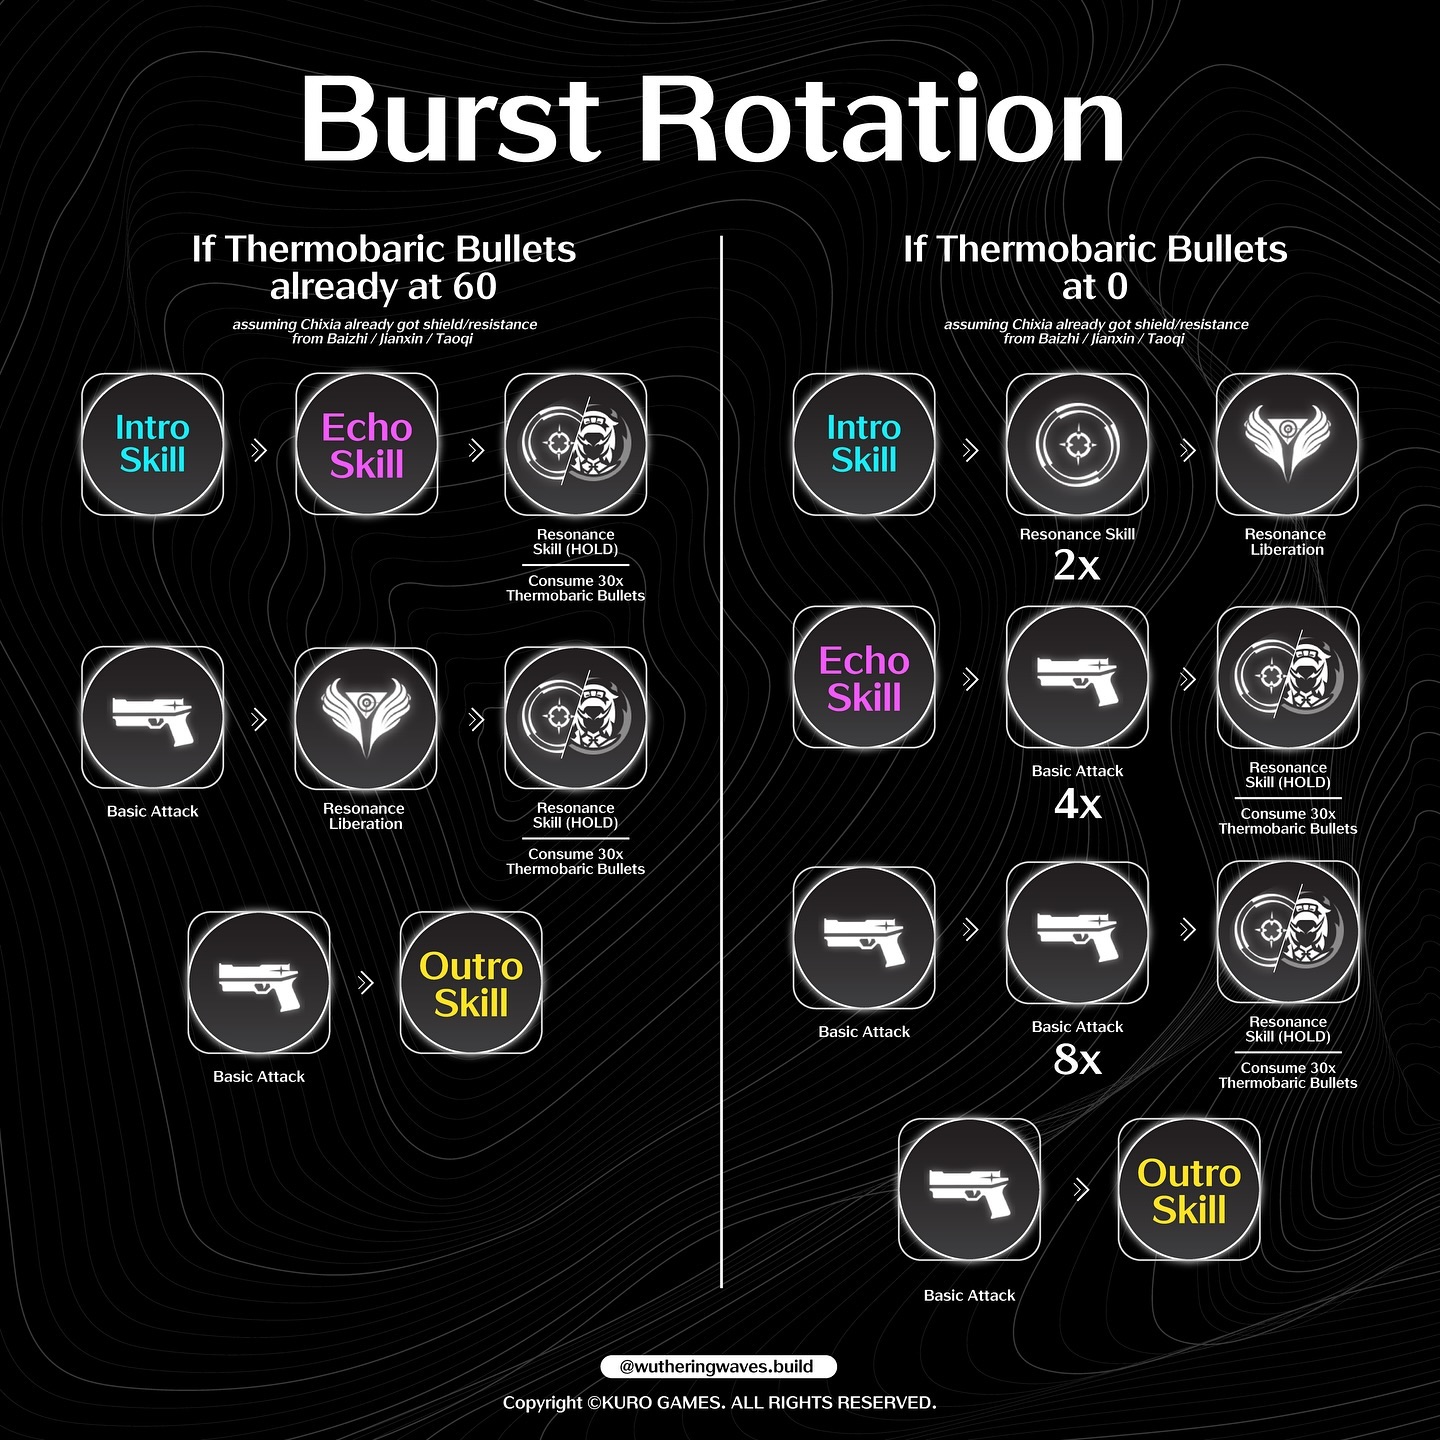 Burst Rotation
If Thermobaric Bullets
already at 60
assuming Chixia already got shield/resistance
from Baizhi / Jianxin / Taoqi
Intro
Skill
Echo
Skill
Resonance
Skill (HOLD)
Consume 30x
Thermobaric Bullets
Basic Attack
Resonance
Liberation
Resonance
Skill (HOLD)
Consume 30x
Thermobaric Bullets
Basic Attack
Outro
Skill
If Thermobaric Bullets
at 0
assuming Chixia already got shield/resistance
from Baizhi / Jianxin / Taoqi
Intro
Skill
Resonance Skill
2x
Resonance
Liberation
Echo
Skill
Basic Attack
4x
Resonance
Skill (HOLD)
Consume 30x
Thermobaric Bullets
Basic Attack
Basic Attack
8x
Resonance
Skill (HOLD)
Consume 30x
Thermobaric Bullets
Basic Attack
Outro
Skill
@wutheringwaves.build
Copyright ©KURO GAMES. ALL RIGHTS RESERVED.